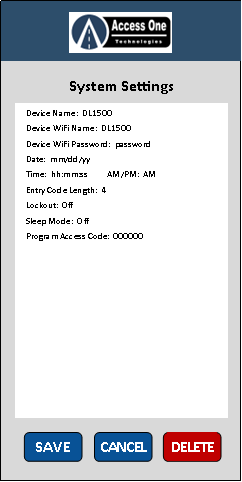 Access One
Technologies
System Settings
Device Name: DL1500
Device WiFi Name: DL1500
Device WiFi Password: password
Date: mm/dd/yy
Time: hh:mm:ss AM/PM: AM
Entry Code Length: 4
Lockout: Off
Sleep Mode: Off
Program Access Code: 000000
SAVE CANCEL DELETE